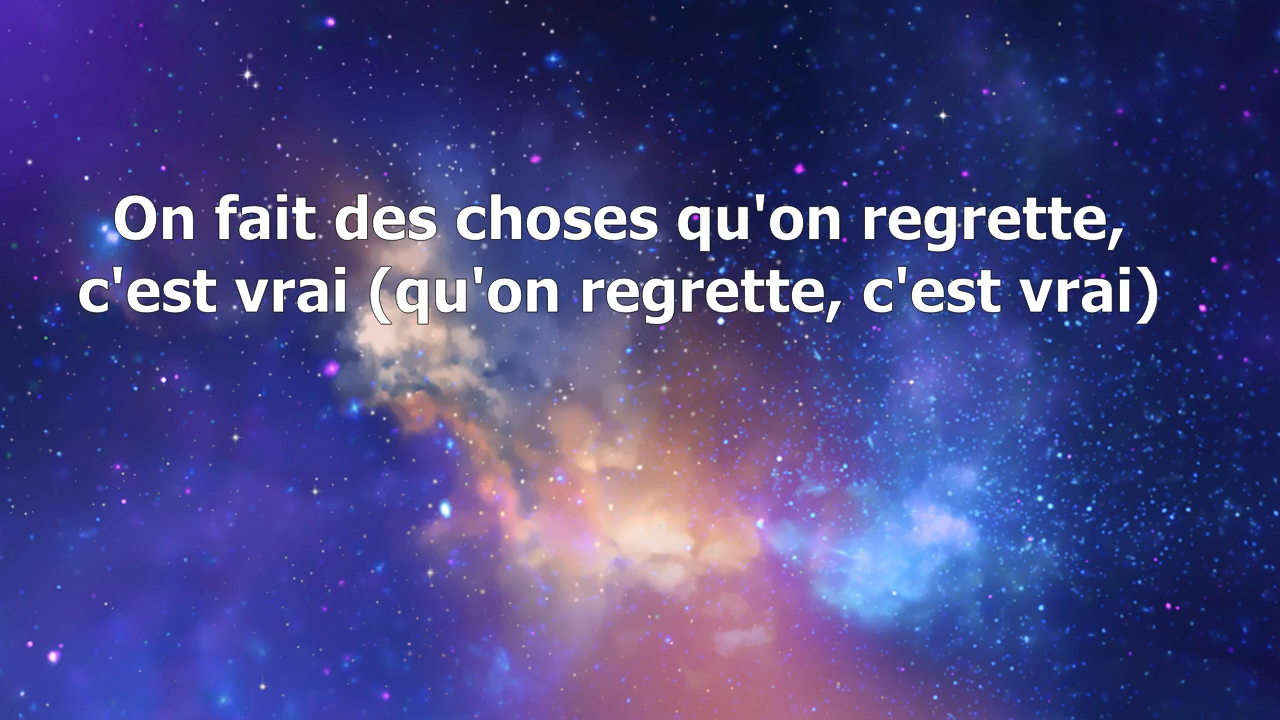 On fait des choses qu'on regrette,
c'est vrai (qu'on regrette, c'est vrai)